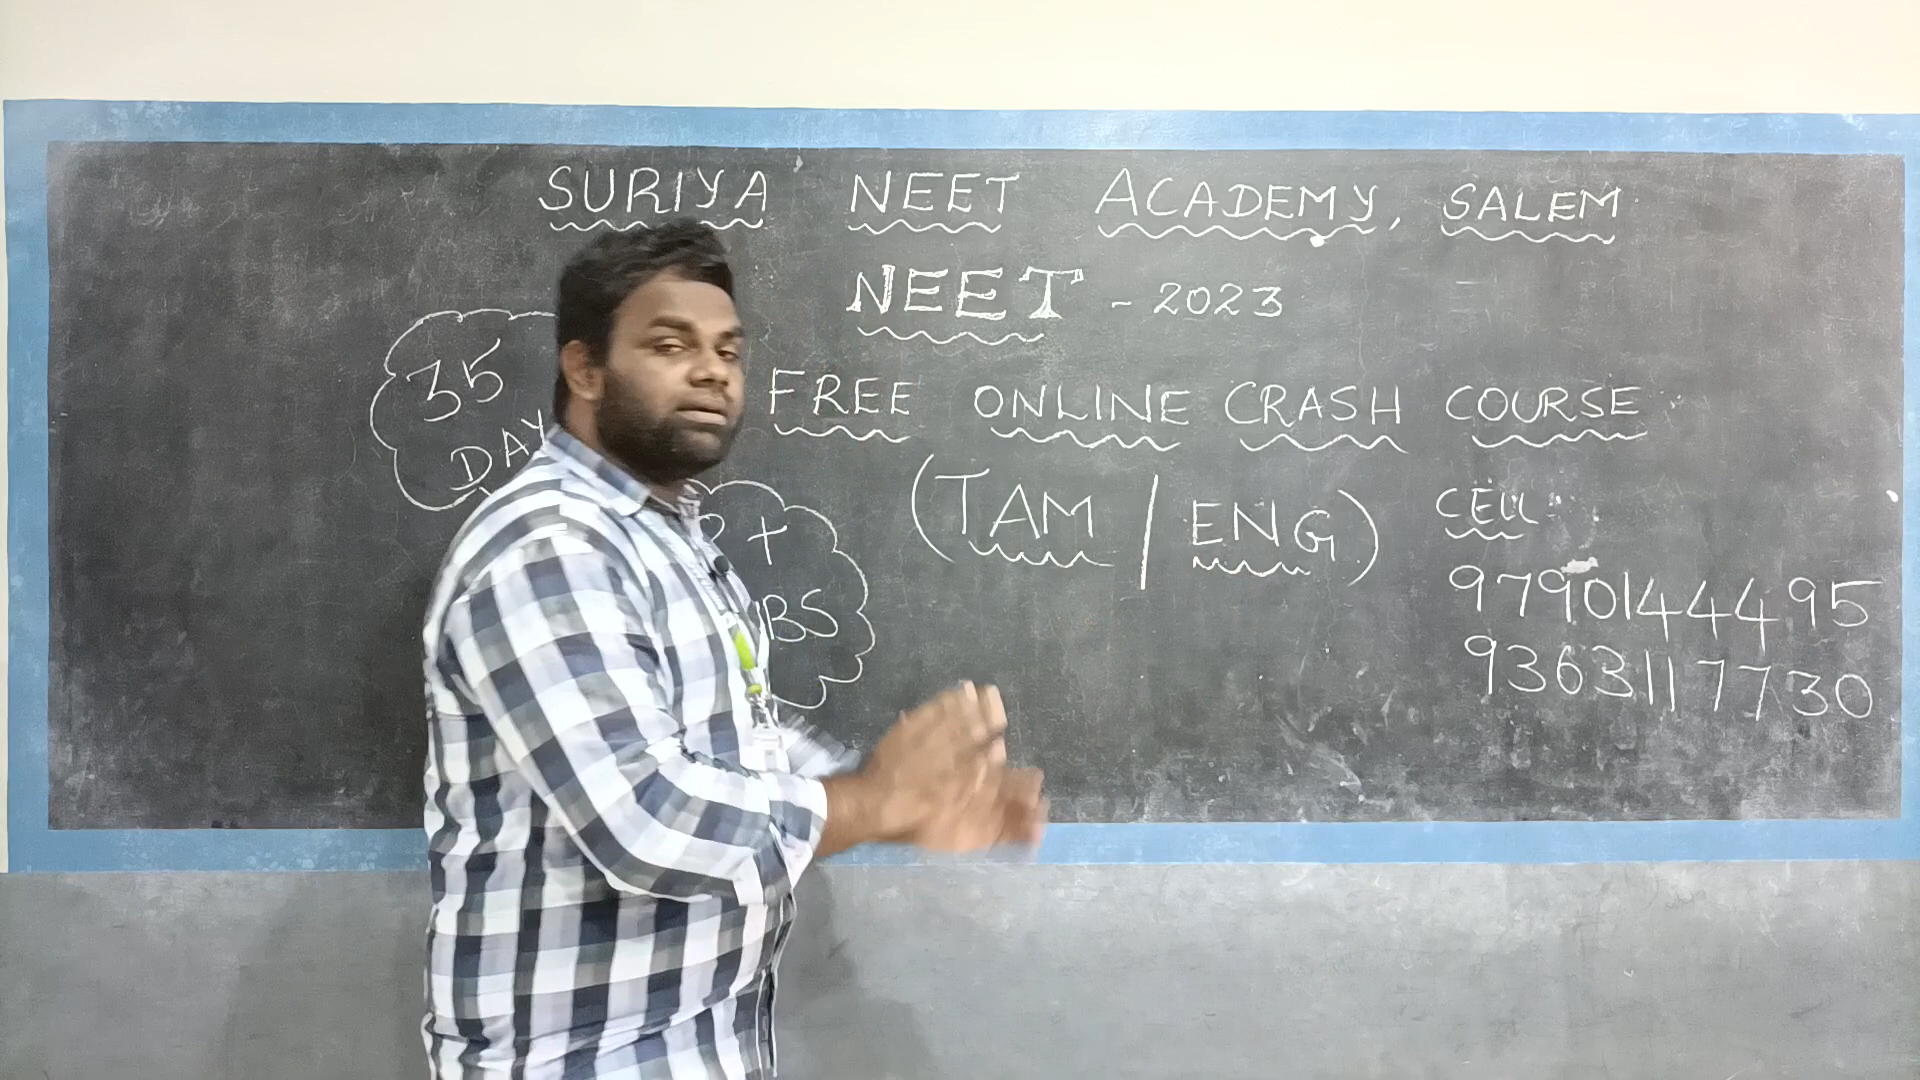 SURIYA NEET ACADEMY, SALEM
NEET - 2023
35
FREE ONLINE CRASH COURSE
(TAM / ENG)
CELL:
9790144495
9363117730